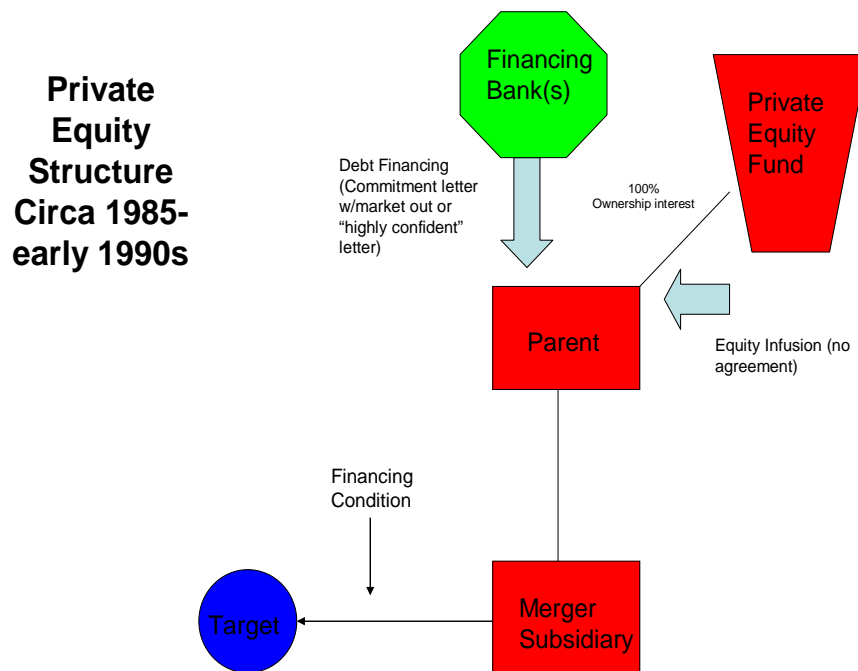 Private
Equity
Structure
Circa 1985-
early 1990s
Financing
Bank(s)
Private
Equity
Fund
Debt Financing
(Commitment letter
w/market out or
“highly confident”
letter)
100%
Ownership interest
Parent
Equity Infusion (no
agreement)
Financing
Condition
Target
Merger
Subsidiary